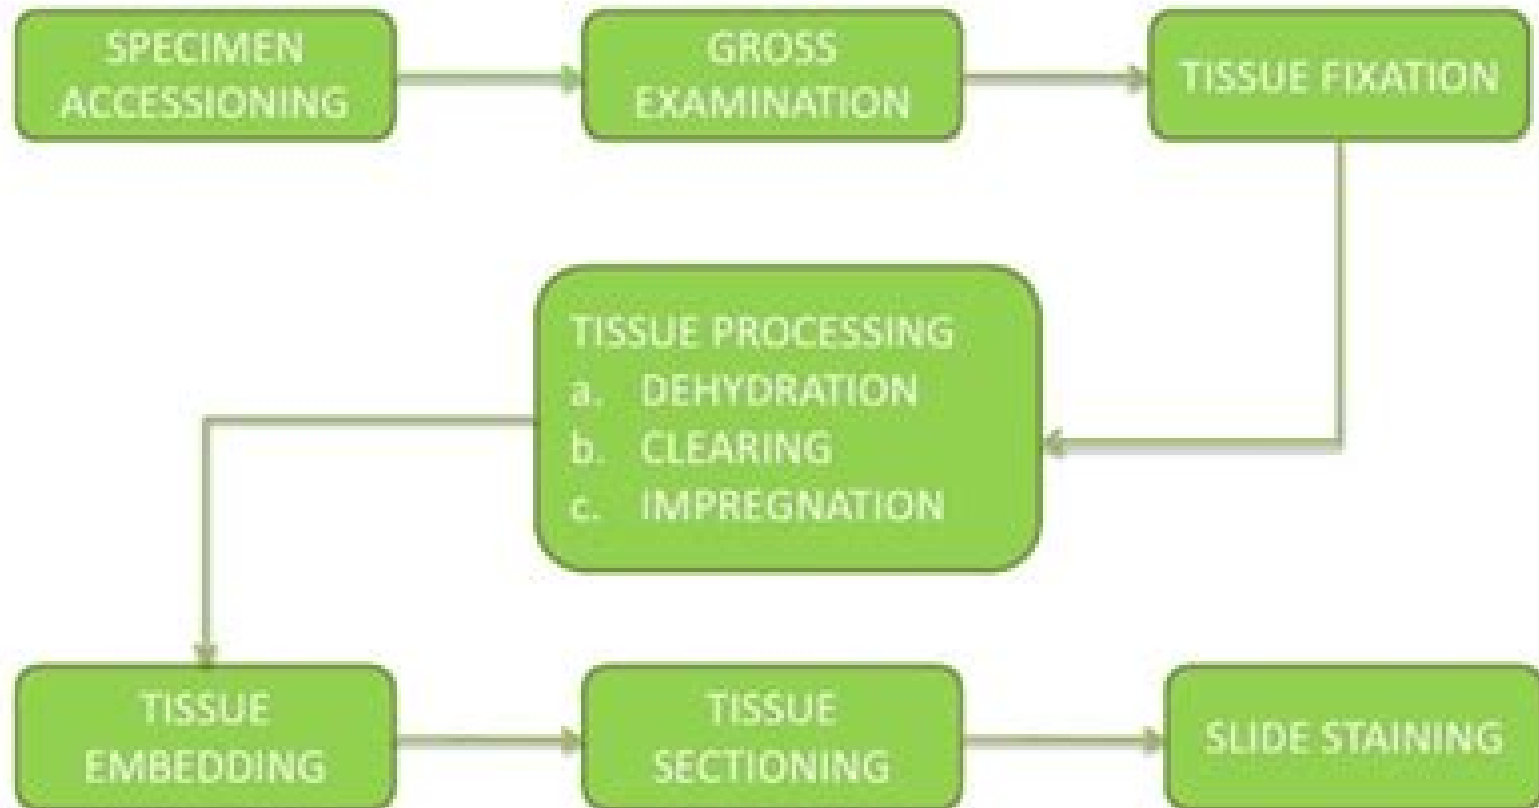 SPECIMEN
ACCESSIONING
GROSS
EXAMINATION
TISSUE FIXATION
TISSUE PROCESSING
a. DEHYDRATION
b. CLEARING
c. IMPREGNATION
TISSUE
EMBEDDING
TISSUE
SECTIONING
SLIDE STAINING